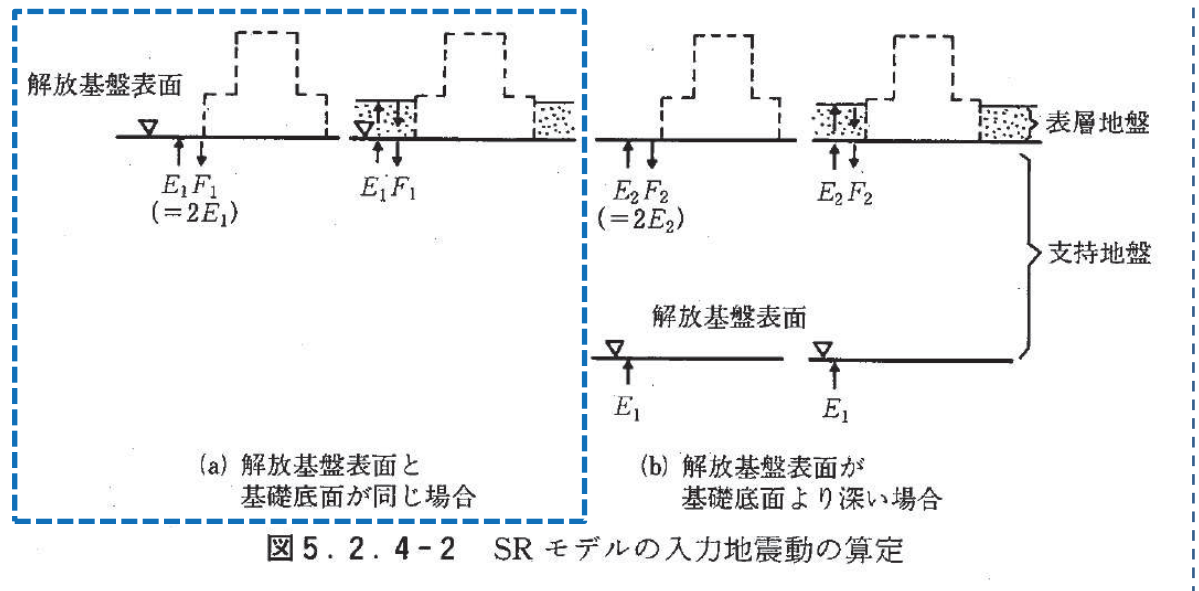 解放基盤表面
E₁ F₁
(=2E₁)
E₁ F₁
E₂ F₂
(=2E₂)
E₂ F₂
表層地盤
支持地盤
解放基盤表面
E₁
E₁
(a) 解放基盤表面と
基礎底面が同じ場合
(b) 解放基盤表面が
基礎底面より深い場合
図5.2.4-2 SRモデルの入力地震動の算定